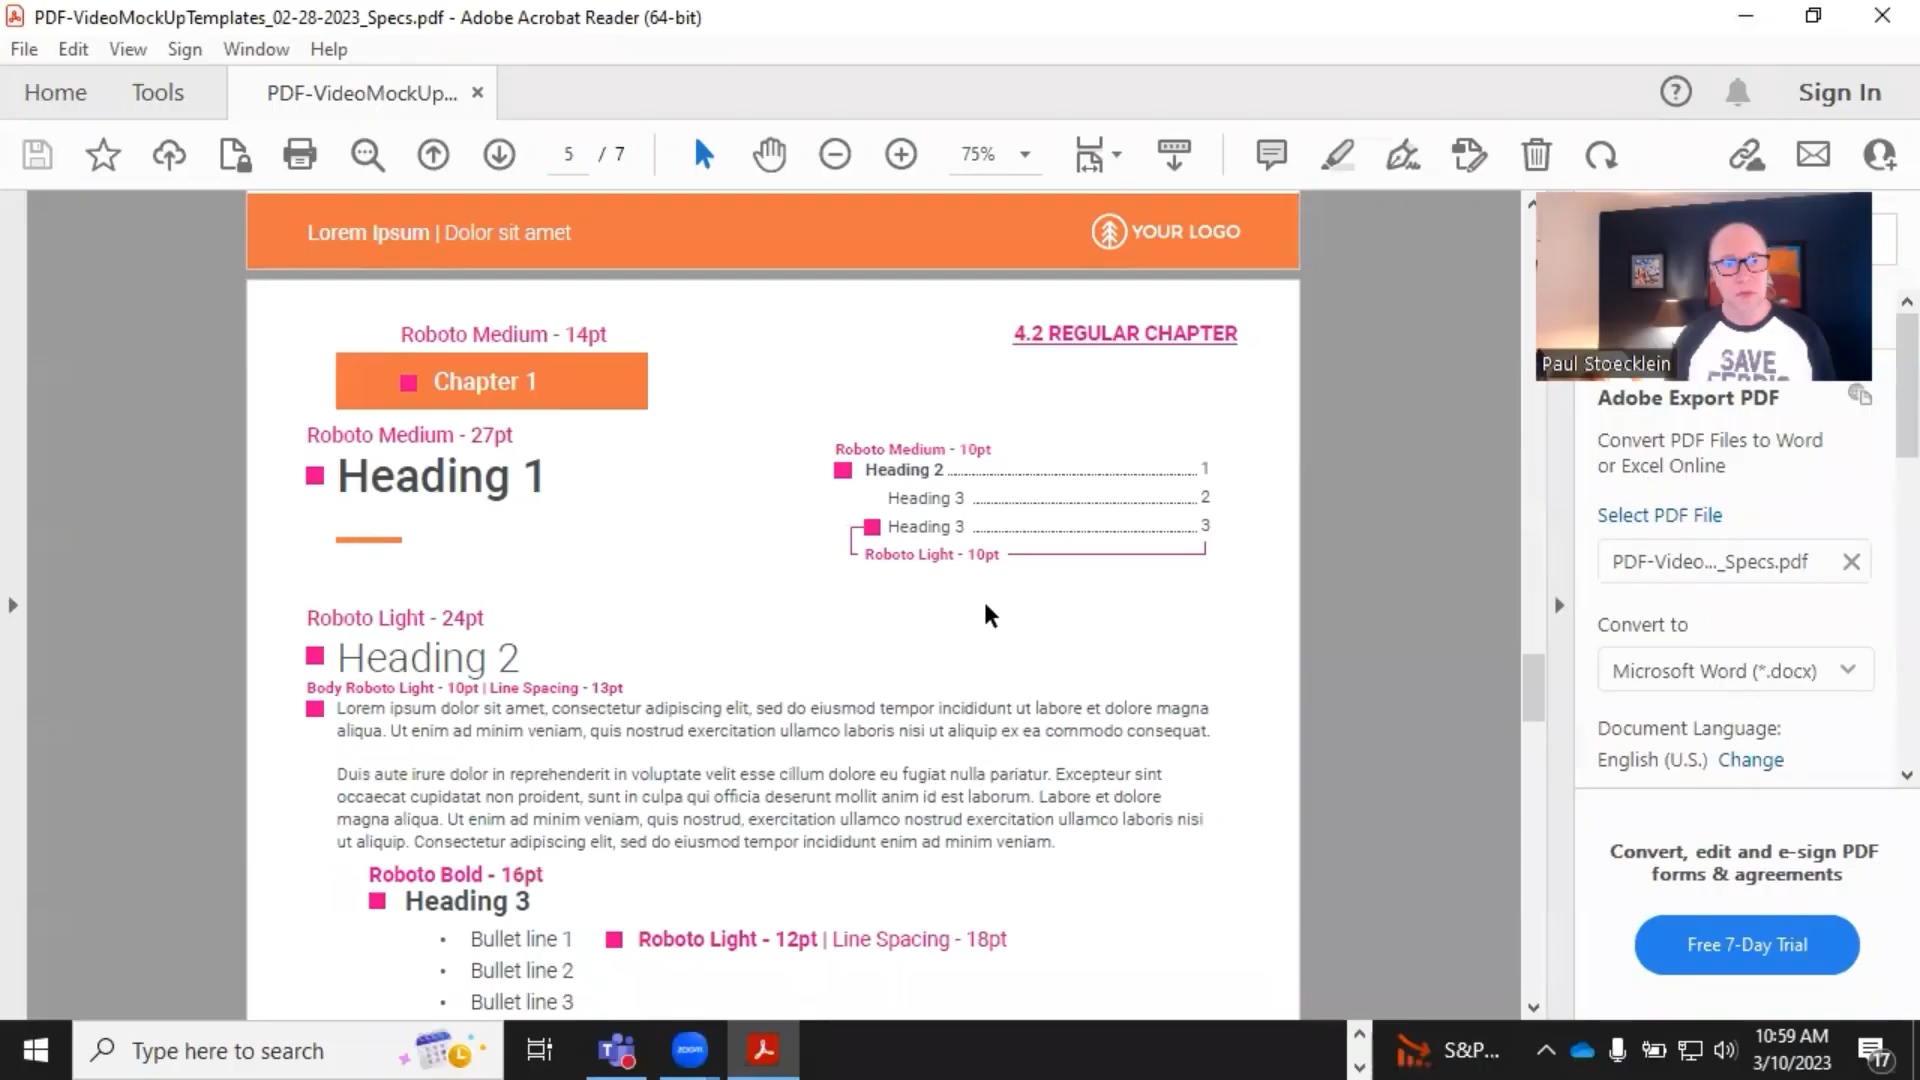 PDF-VideoMockUpTemplates_02-28-2023_Specs.pdf - Adobe Acrobat Reader (64-bit)
File Edit View Sign Window Help
Home Tools PDF-VideoMockUp... Sign In
5 / 7 75%
Lorem Ipsum | Dolor sit amet YOUR LOGO
Roboto Medium - 14pt
4.2 REGULAR CHAPTER
Chapter 1
Roboto Medium - 27pt
Heading 1
Roboto Medium - 10pt
Heading 2 1
Heading 3 2
Heading 3 3
Roboto Light - 10pt
Roboto Light - 24pt
Heading 2
Body Roboto Light - 10pt | Line Spacing - 13pt
Lorem ipsum dolor sit amet, consectetur adipiscing elit, sed do eiusmod tempor incididunt ut labore et dolore magna
aliqua. Ut enim ad minim veniam, quis nostrud exercitation ullamco laboris nisi ut aliquip ex ea commodo consequat.
Duis aute irure dolor in reprehenderit in voluptate velit esse cillum dolore eu fugiat nulla pariatur. Excepteur sint
occaecat cupidatat non proident, sunt in culpa qui officia deserunt mollit anim id est laborum. Labore et dolore
magna aliqua. Ut enim ad minim veniam, quis nostrud, exercitation ullamco nostrud exercitation ullamco laboris nisi
ut aliquip. Consectetur adipiscing elit, sed do eiusmod tempor incididunt enim ad minim veniam.
Roboto Bold - 16pt
Heading 3
Bullet line 1 Roboto Light - 12pt | Line Spacing - 18pt
Bullet line 2
Bullet line 3
Paul Stoecklein
SAVE
Adobe Export PDF
Convert PDF Files to Word
or Excel Online
Select PDF File
PDF-Video..._Specs.pdf
Convert to
Microsoft Word (*.docx)
Document Language:
English (U.S.) Change
Convert, edit and e-sign PDF
forms & agreements
Free 7-Day Trial
Type here to search
zoom
S&P...
10:59 AM
3/10/2023
17